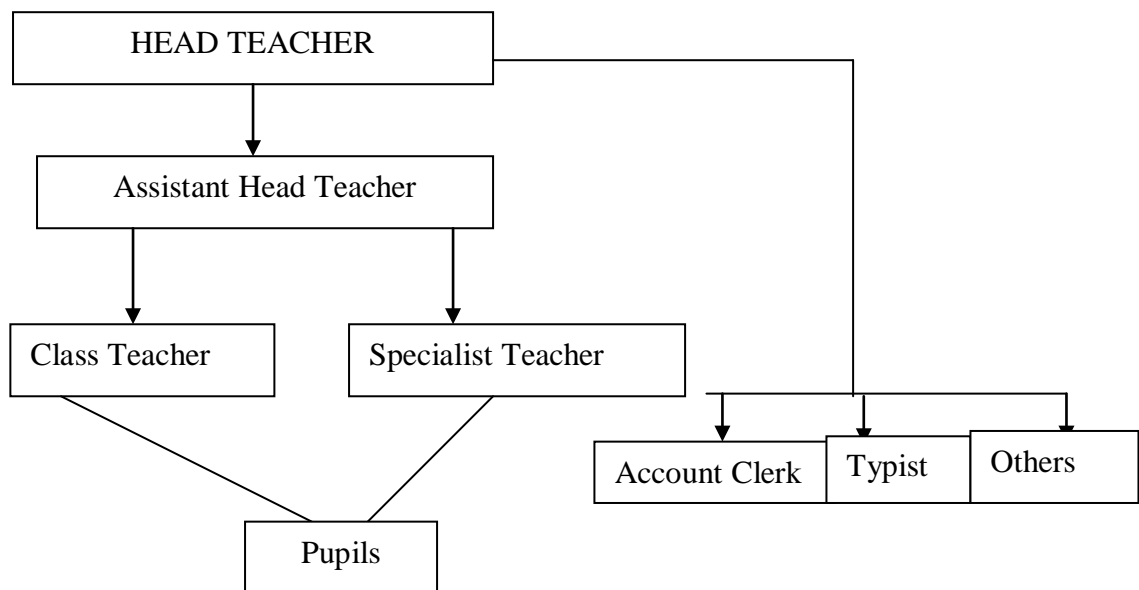 HEAD TEACHER
Assistant Head Teacher
Class Teacher
Specialist Teacher
Account Clerk
Typist
Others
Pupils